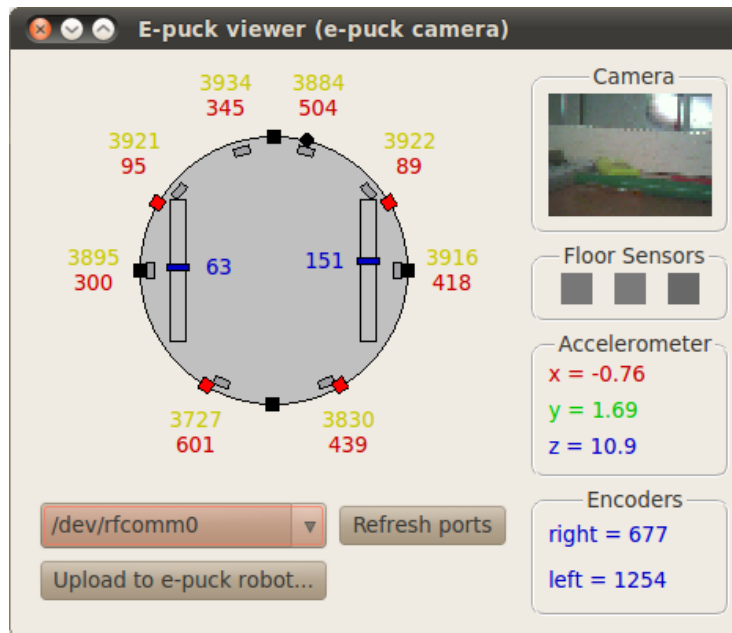 E-puck viewer (e-puck camera)
3934 3884
345 504
3921 3922
95 89
3895 63 151 3916
300 418
3727 3830
601 439
/dev/rfcomm0 Refresh ports
Upload to e-puck robot...
Camera
Floor Sensors
Accelerometer
x = -0.76
y = 1.69
z = 10.9
Encoders
right = 677
left = 1254